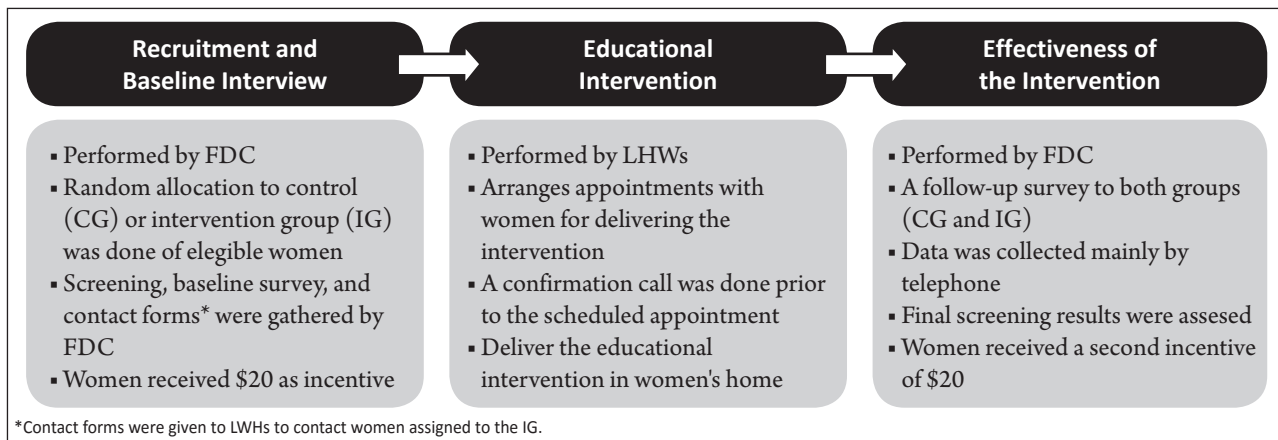 Recruitment and
Baseline Interview
Educational
Intervention
Effectiveness of
the Intervention
▪ Performed by FDC
▪ Random allocation to control
(CG) or intervention group (IG)
was done of elegible women
▪ Screening, baseline survey, and
contact forms* were gathered by
FDC
▪ Women received $20 as incentive
▪ Performed by LHWs
▪ Arranges appointments with
women for delivering the
intervention
▪ A confirmation call was done prior
to the scheduled appointment
▪ Deliver the educational
intervention in women's home
▪ Performed by FDC
▪ A follow-up survey to both groups
(CG and IG)
▪ Data was collected mainly by
telephone
▪ Final screening results were assesed
▪ Women received a second incentive
of $20
*Contact forms were given to LWHs to contact women assigned to the IG.